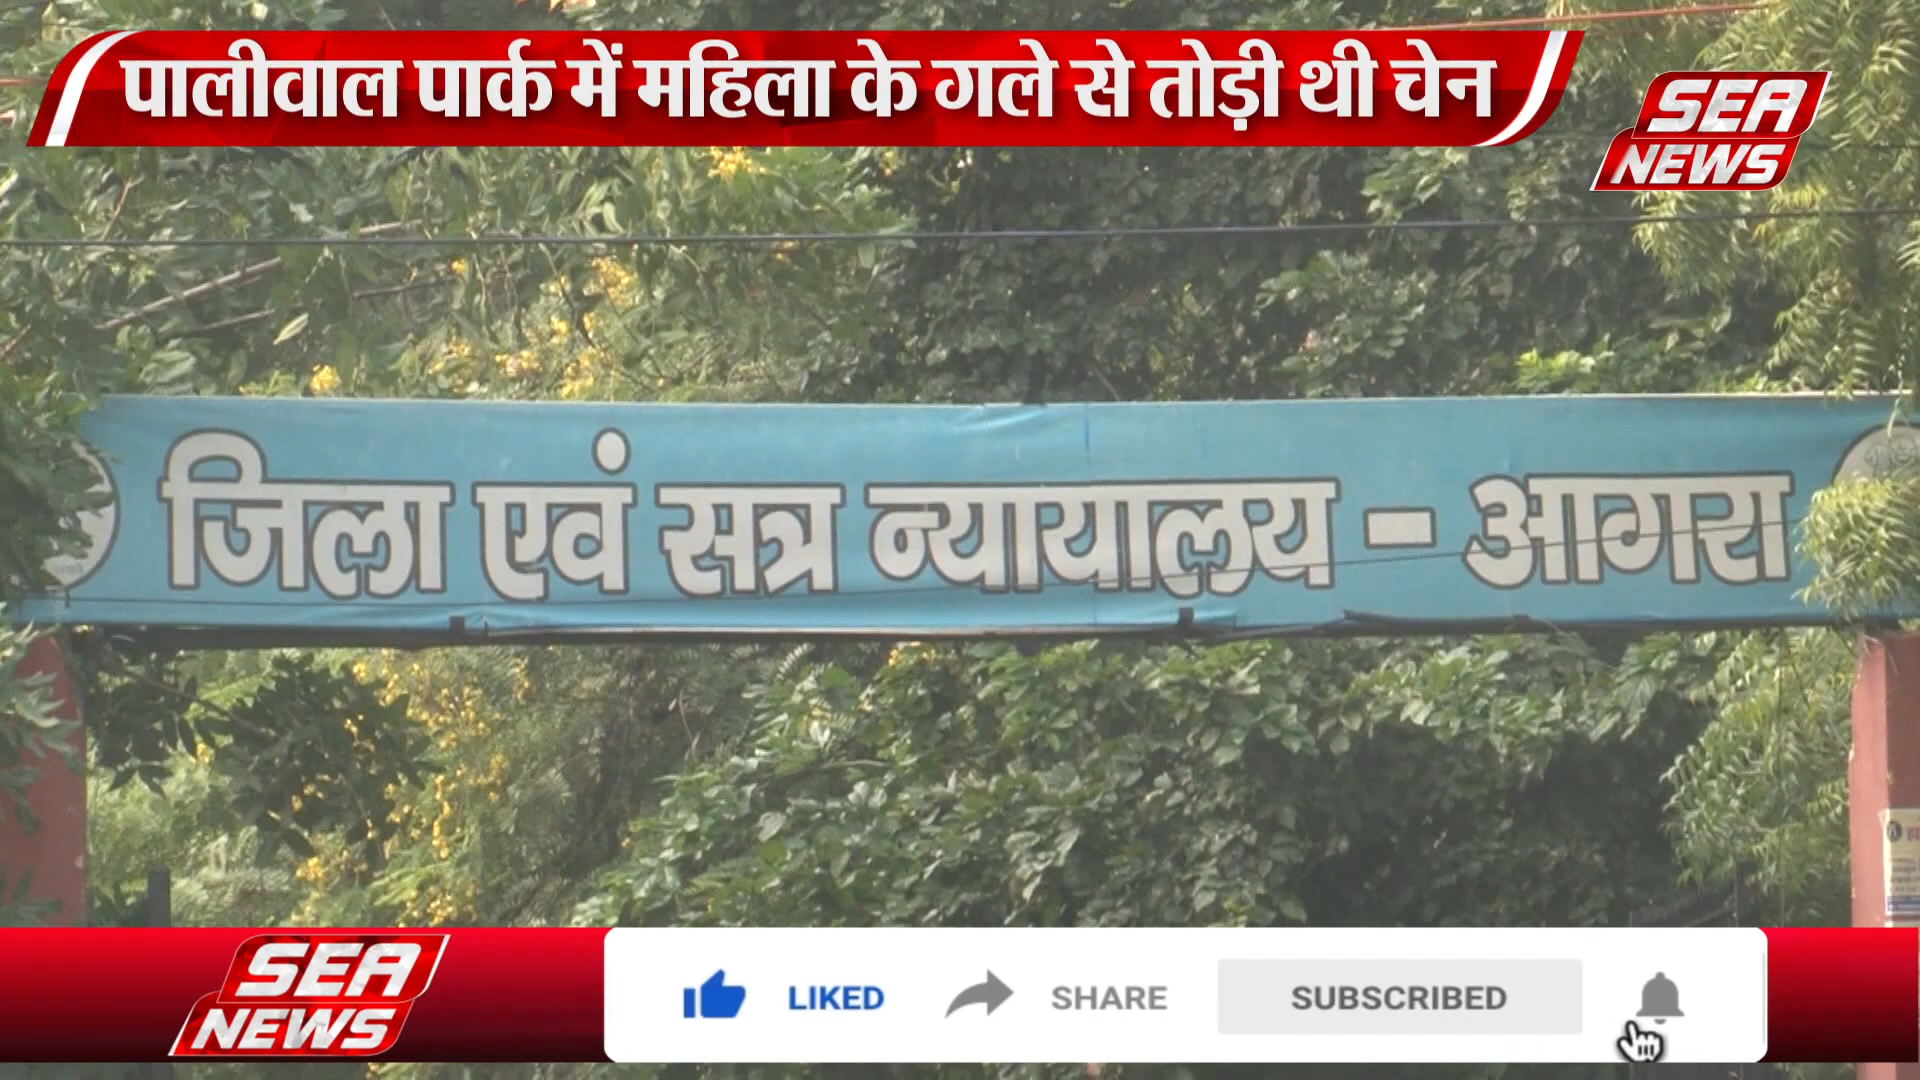 पालीवाल पार्क में महिला के गले से तोड़ी थी चेन
SEA
NEWS
जिला एवं सत्र न्यायालय - आगरा
SEA
NEWS
LIKED
SHARE
SUBSCRIBED